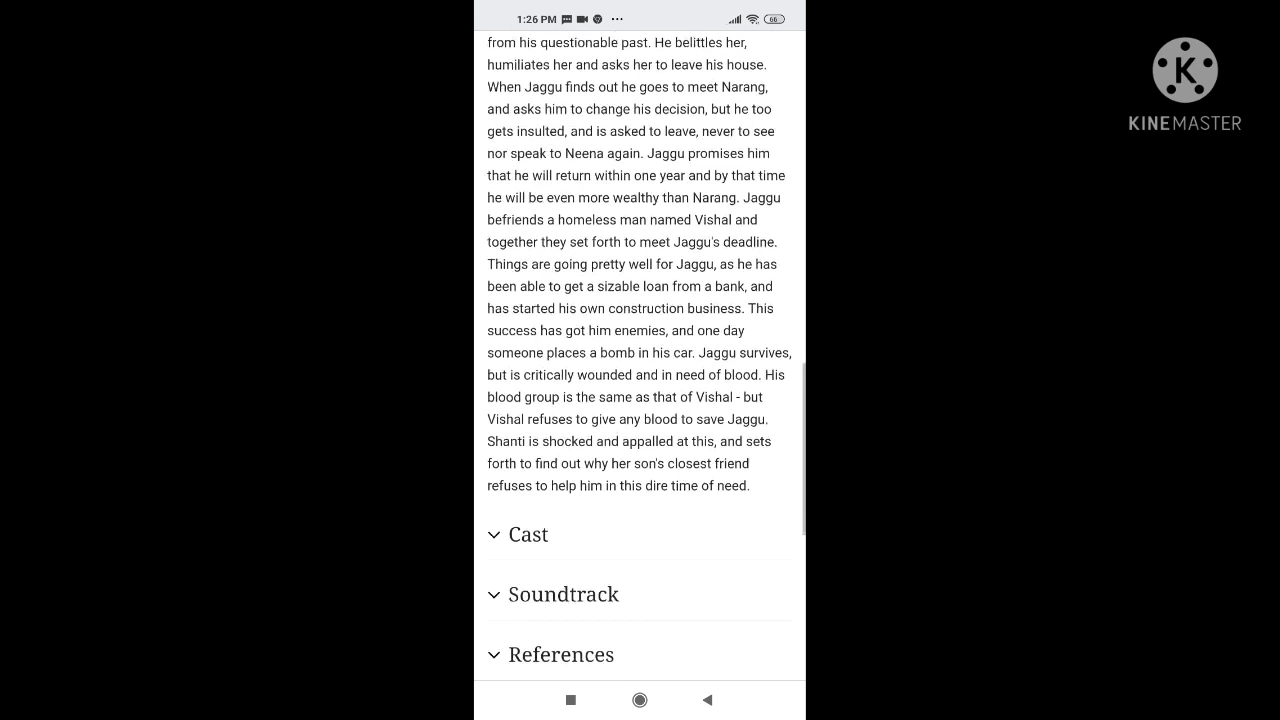 1:26 PM
66
from his questionable past. He belittles her,
humiliates her and asks her to leave his house.
When Jaggu finds out he goes to meet Narang,
and asks him to change his decision, but he too
gets insulted, and is asked to leave, never to see
nor speak to Neena again. Jaggu promises him
that he will return within one year and by that time
he will be even more wealthy than Narang. Jaggu
befriends a homeless man named Vishal and
together they set forth to meet Jaggu's deadline.
Things are going pretty well for Jaggu, as he has
been able to get a sizable loan from a bank, and
has started his own construction business. This
success has got him enemies, and one day
someone places a bomb in his car. Jaggu survives,
but is critically wounded and in need of blood. His
blood group is the same as that of Vishal - but
Vishal refuses to give any blood to save Jaggu.
Shanti is shocked and appalled at this, and sets
forth to find out why her son's closest friend
refuses to help him in this dire time of need.
Cast
Soundtrack
References
K
KINEMASTER